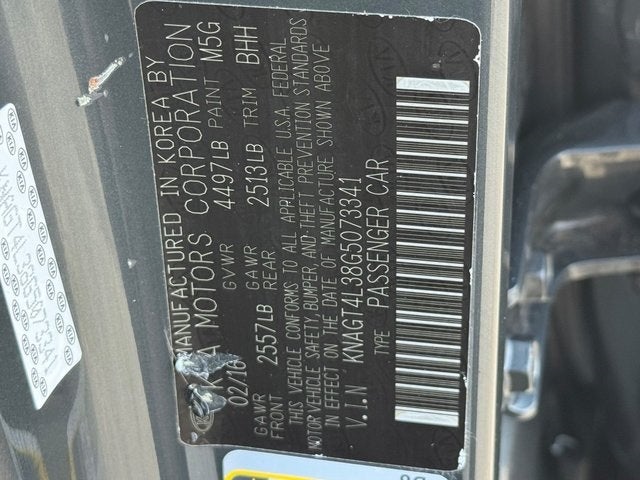 MANUFACTURED IN KOREA BY
KIA MOTORS CORPORATION
02/16 GVWR 4497LB PAINT M5G
GAWR FRONT 2557LB GAWR REAR 2513LB TRIM BHH
THIS VEHICLE CONFORMS TO ALL APPLICABLE U.S.A. FEDERAL
MOTOR VEHICLE SAFETY, BUMPER, AND THEFT PREVENTION STANDARDS
IN EFFECT ON THE DATE OF MANUFACTURE SHOWN ABOVE
V.I.N KNAGT4L38G5073341
TYPE PASSENGER CAR